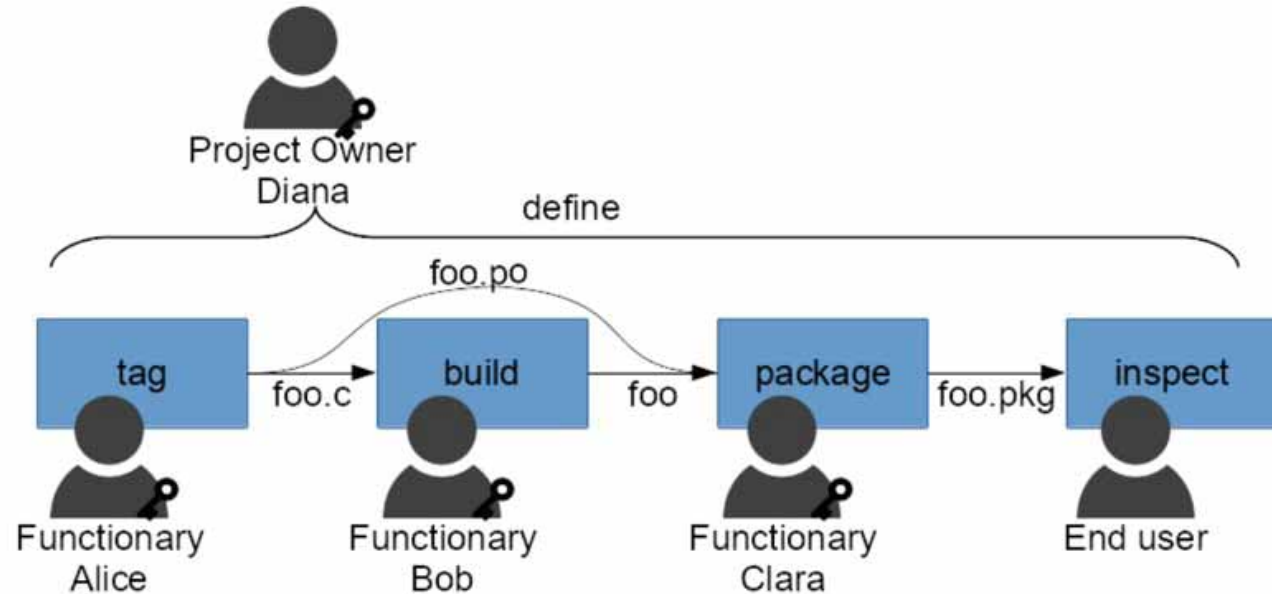 Project Owner
Diana
define
foo.po
tag
build
package
inspect
foo.c
foo
foo.pkg
Functionary
Alice
Functionary
Bob
Functionary
Clara
End user